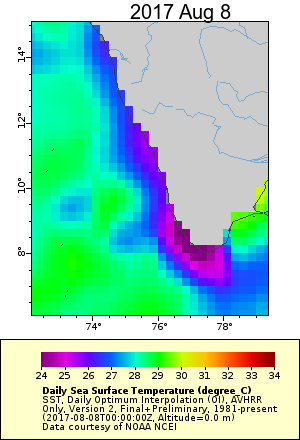 2017 Aug 8
14°
12°
10°
8°
74°
76°
78°
24 25 26 27 28 29 30 31 32 33 34
Daily Sea Surface Temperature (degree_C)
SST, Daily Optimum Interpolation (OI), AVHRR
Only, Version 2, Final+Preliminary, 1981-present
(2017-08-08T00:00:00Z, Altitude=0.0 m)
Data courtesy of NOAA NCEI